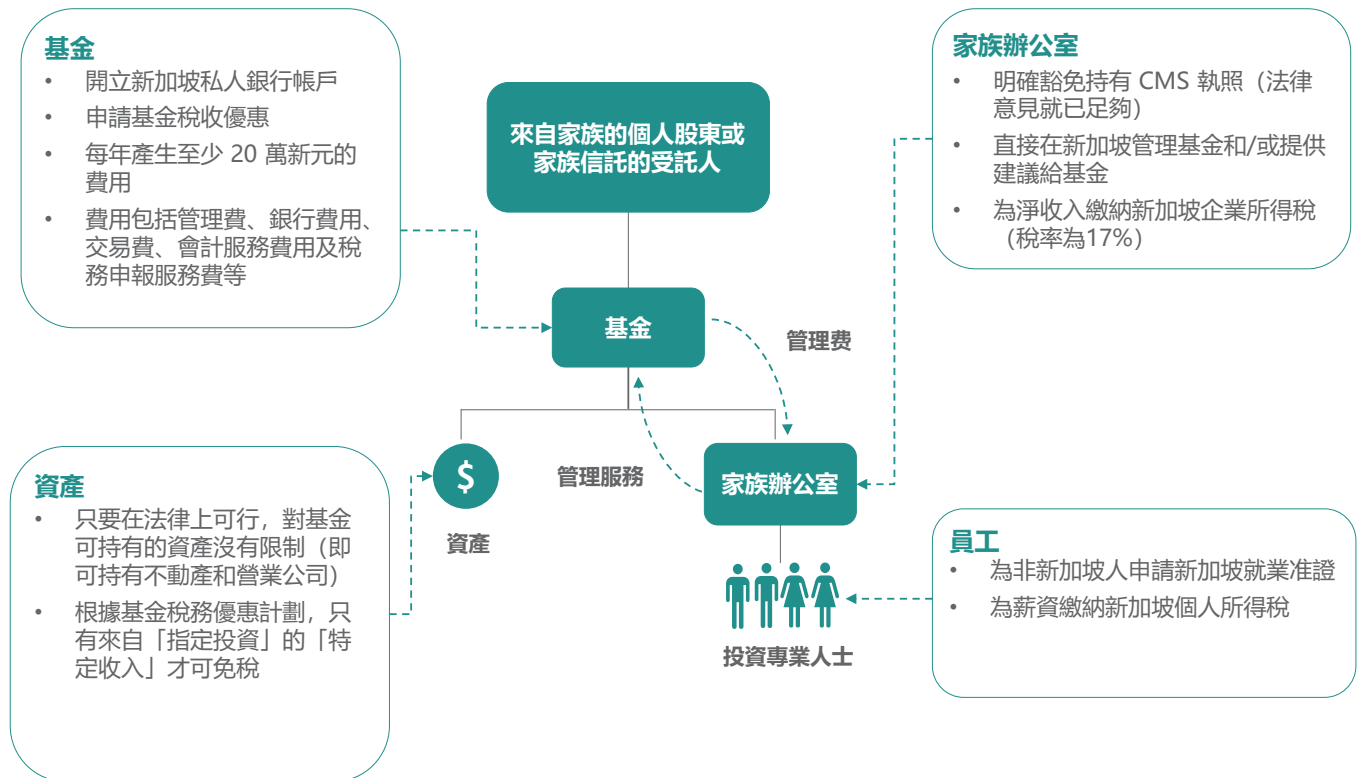 基金
• 開立新加坡私人銀行帳戶
• 申請基金稅收優惠
• 每年產生至少 20 萬新元的
費用
• 費用包括管理費、銀行費用、
交易費、會計服務費用及稅
務申報服務費等
來自家族的個人股東或
家族信託的受託人
家族辦公室
• 明確豁免持有 CMS 執照（法律
意見就已足夠）
• 直接在新加坡管理基金和/或提供
建議給基金
• 為淨收入繳納新加坡企業所得稅
（稅率為17%）
基金
管理费
管理服務
$
資產
家族辦公室
投資專業人士
資產
• 只要在法律上可行，對基金
可持有的資產沒有限制（即
可持有不動產和營業公司）
• 根據基金稅務優惠計劃，只
有來自「指定投資」的「特
定收入」才可免稅
員工
• 為非新加坡人申請新加坡就業准證
• 為薪資繳納新加坡個人所得稅